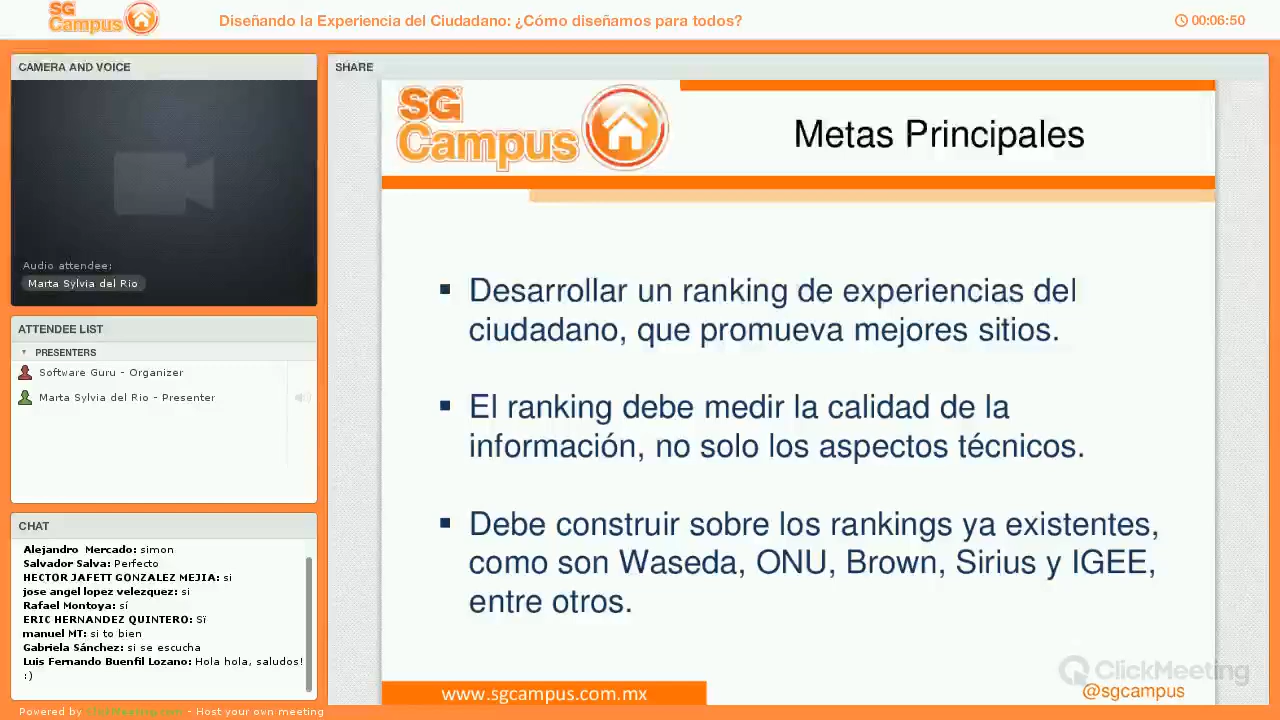 SG
Campus
Diseñando la Experiencia del Ciudadano: ¿Cómo diseñamos para todos?
00:06:50
CAMERA AND VOICE
Audio attendee:
Marta Sylvia del Rio
ATTENDEE LIST
PRESENTERS
Software Guru - Organizer
Marta Sylvia del Rio - Presenter
CHAT
Alejandro Mercado: simon
Salvador Salva: Perfecto
HECTOR JAFETT GONZALEZ MEJIA: si
jose angel lopez velezquez: si
Rafael Montoya: sí
ERIC HERNANDEZ QUINTERO: Sï
manuel MT: si to bien
Gabriela Sánchez: si se escucha
Luis Fernando Buenfil Lozano: Hola hola, saludos!
:)
Powered by ClickMeeting.com - Host your own meeting
SHARE
SG
Campus
Metas Principales
▪ Desarrollar un ranking de experiencias del
ciudadano, que promueva mejores sitios.
▪ El ranking debe medir la calidad de la
información, no solo los aspectos técnicos.
▪ Debe construir sobre los rankings ya existentes,
como son Waseda, ONU, Brown, Sirius y IGEE,
entre otros.
ClickMeeting
www.sgcampus.com.mx
@sgcampus